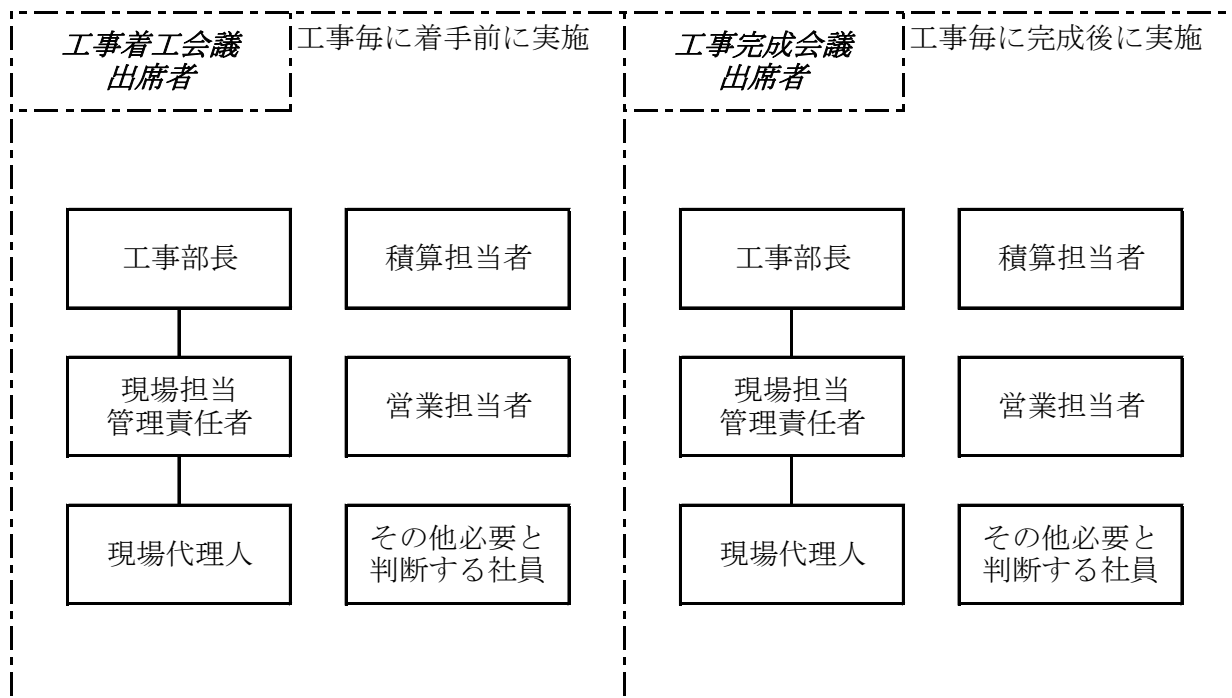 工事着工会議
出席者
工事毎に着手前に実施
工事部長
積算担当者
現場担当
管理責任者
営業担当者
現場代理人
その他必要と
判断する社員
工事完成会議
出席者
工事毎に完成後に実施
工事部長
積算担当者
現場担当
管理責任者
営業担当者
現場代理人
その他必要と
判断する社員